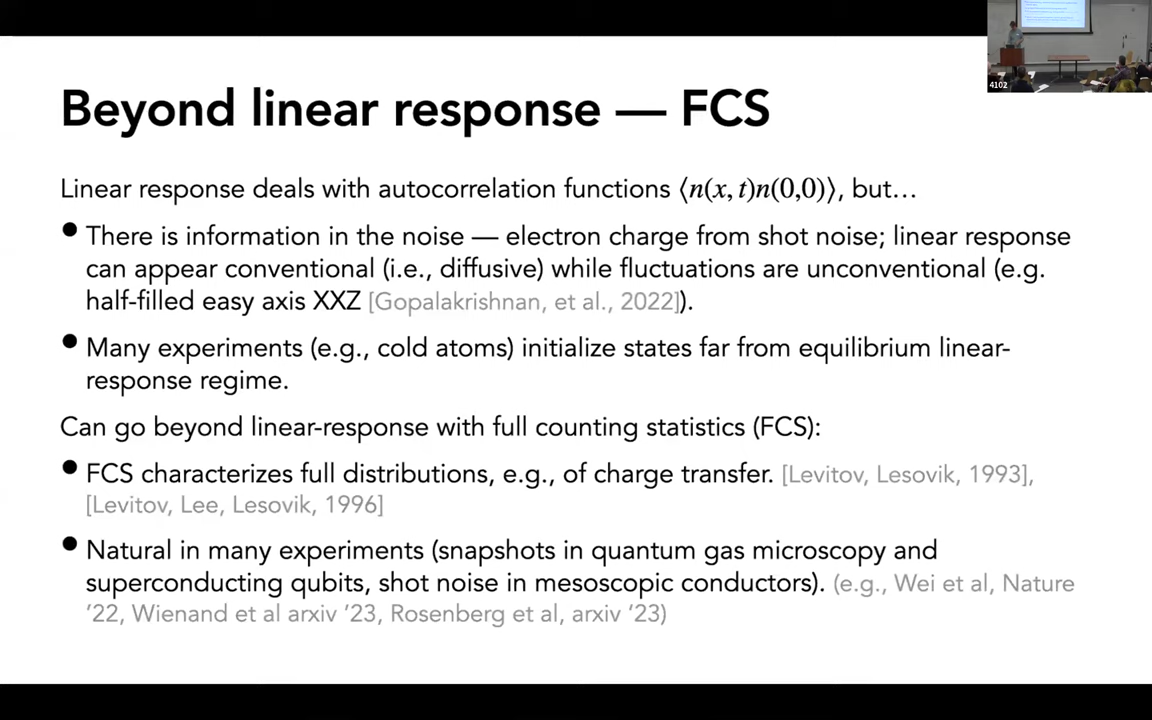 4102
Beyond linear response — FCS
Linear response deals with autocorrelation functions ⟨n(x, t)n(0,0)⟩, but…
• There is information in the noise — electron charge from shot noise; linear response
can appear conventional (i.e., diffusive) while fluctuations are unconventional (e.g.
half-filled easy axis XXZ [Gopalakrishnan, et al., 2022]).
• Many experiments (e.g., cold atoms) initialize states far from equilibrium linear-
response regime.
Can go beyond linear-response with full counting statistics (FCS):
• FCS characterizes full distributions, e.g., of charge transfer. [Levitov, Lesovik, 1993],
[Levitov, Lee, Lesovik, 1996]
• Natural in many experiments (snapshots in quantum gas microscopy and
superconducting qubits, shot noise in mesoscopic conductors). (e.g., Wei et al, Nature
’22, Wienand et al arxiv ’23, Rosenberg et al, arxiv ’23)